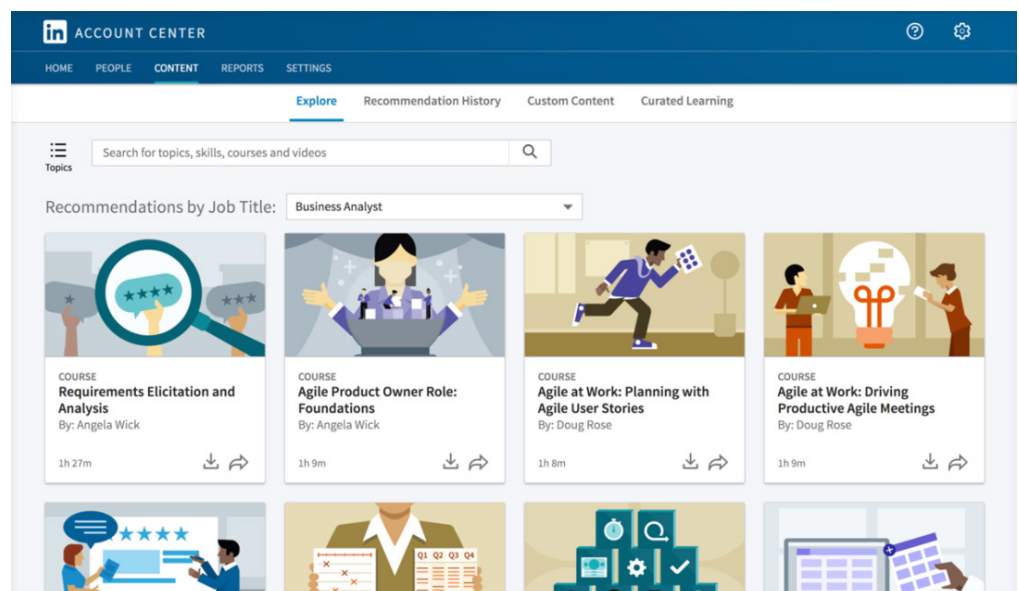 in ACCOUNT CENTER
HOME PEOPLE CONTENT REPORTS SETTINGS
Explore Recommendation History Custom Content Curated Learning
Topics
Search for topics, skills, courses and videos
Recommendations by Job Title: Business Analyst
COURSE
Requirements Elicitation and
Analysis
By: Angela Wick
1h 27m
COURSE
Agile Product Owner Role:
Foundations
By: Angela Wick
1h 9m
COURSE
Agile at Work: Planning with
Agile User Stories
By: Doug Rose
1h 8m
COURSE
Agile at Work: Driving
Productive Agile Meetings
By: Doug Rose
1h 9m
Q1 Q2 Q3 Q4